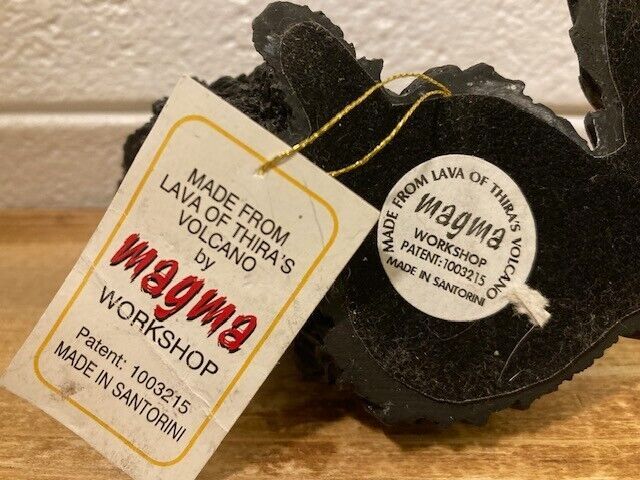 MADE FROM
LAVA OF THIRA'S
VOLCANO
by
magma
WORKSHOP
Patent: 1003215
MADE IN SANTORINI
MADE FROM LAVA OF THIRA'S VOLCANO
magma
WORKSHOP
PATENT:1003215
MADE IN SANTORINI